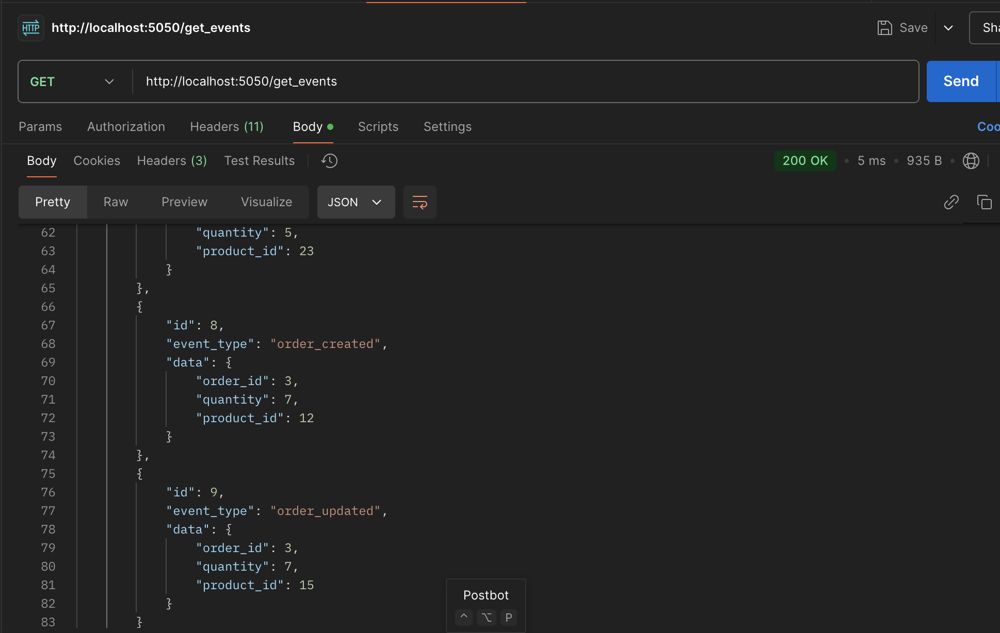 HTTP http://localhost:5050/get_events Save Sha
GET http://localhost:5050/get_events Send
Params Authorization Headers (11) Body Scripts Settings Coo
Body Cookies Headers (3) Test Results 200 OK 5 ms 935 B
Pretty Raw Preview Visualize JSON
62 "quantity": 5,
63 "product_id": 23
64 }
65 },
66 {
67 "id": 8,
68 "event_type": "order_created",
69 "data": {
70 "order_id": 3,
71 "quantity": 7,
72 "product_id": 12
73 }
74 },
75 {
76 "id": 9,
77 "event_type": "order_updated",
78 "data": {
79 "order_id": 3,
80 "quantity": 7,
81 "product_id": 15
82 }
83 }
Postbot
^ ⌥ P